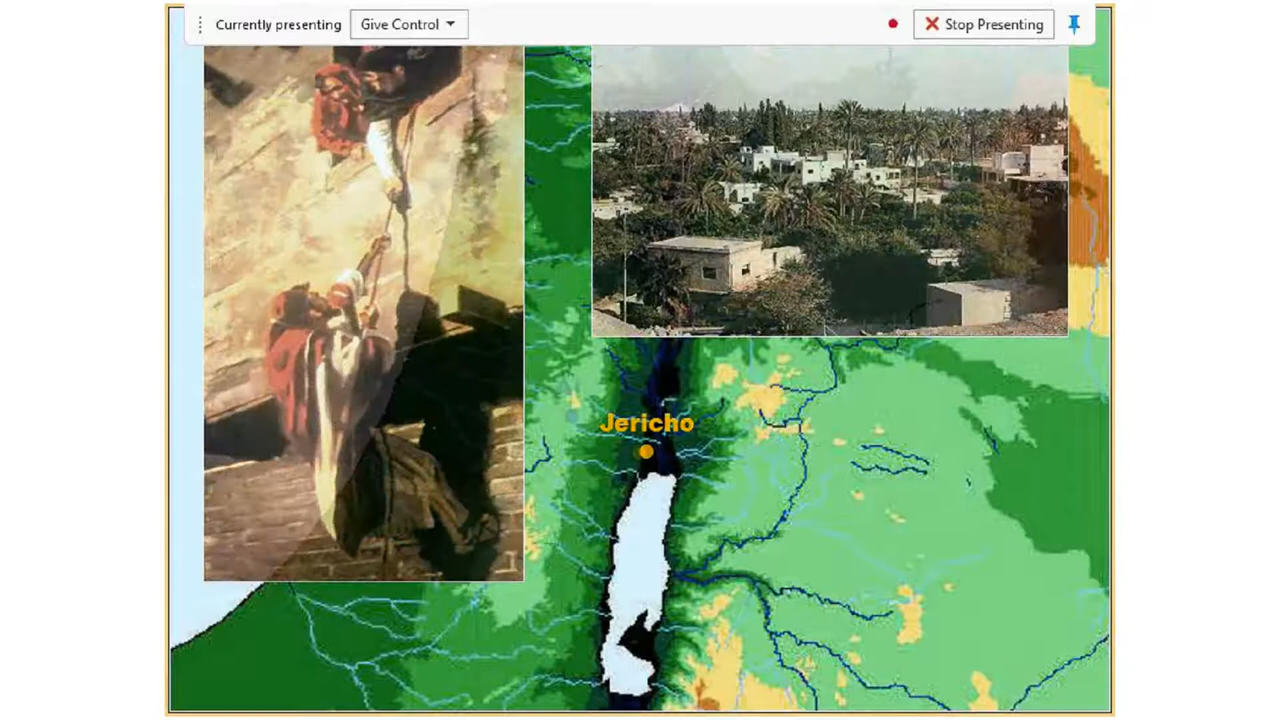 Currently presenting
Give Control
Stop Presenting
Jericho